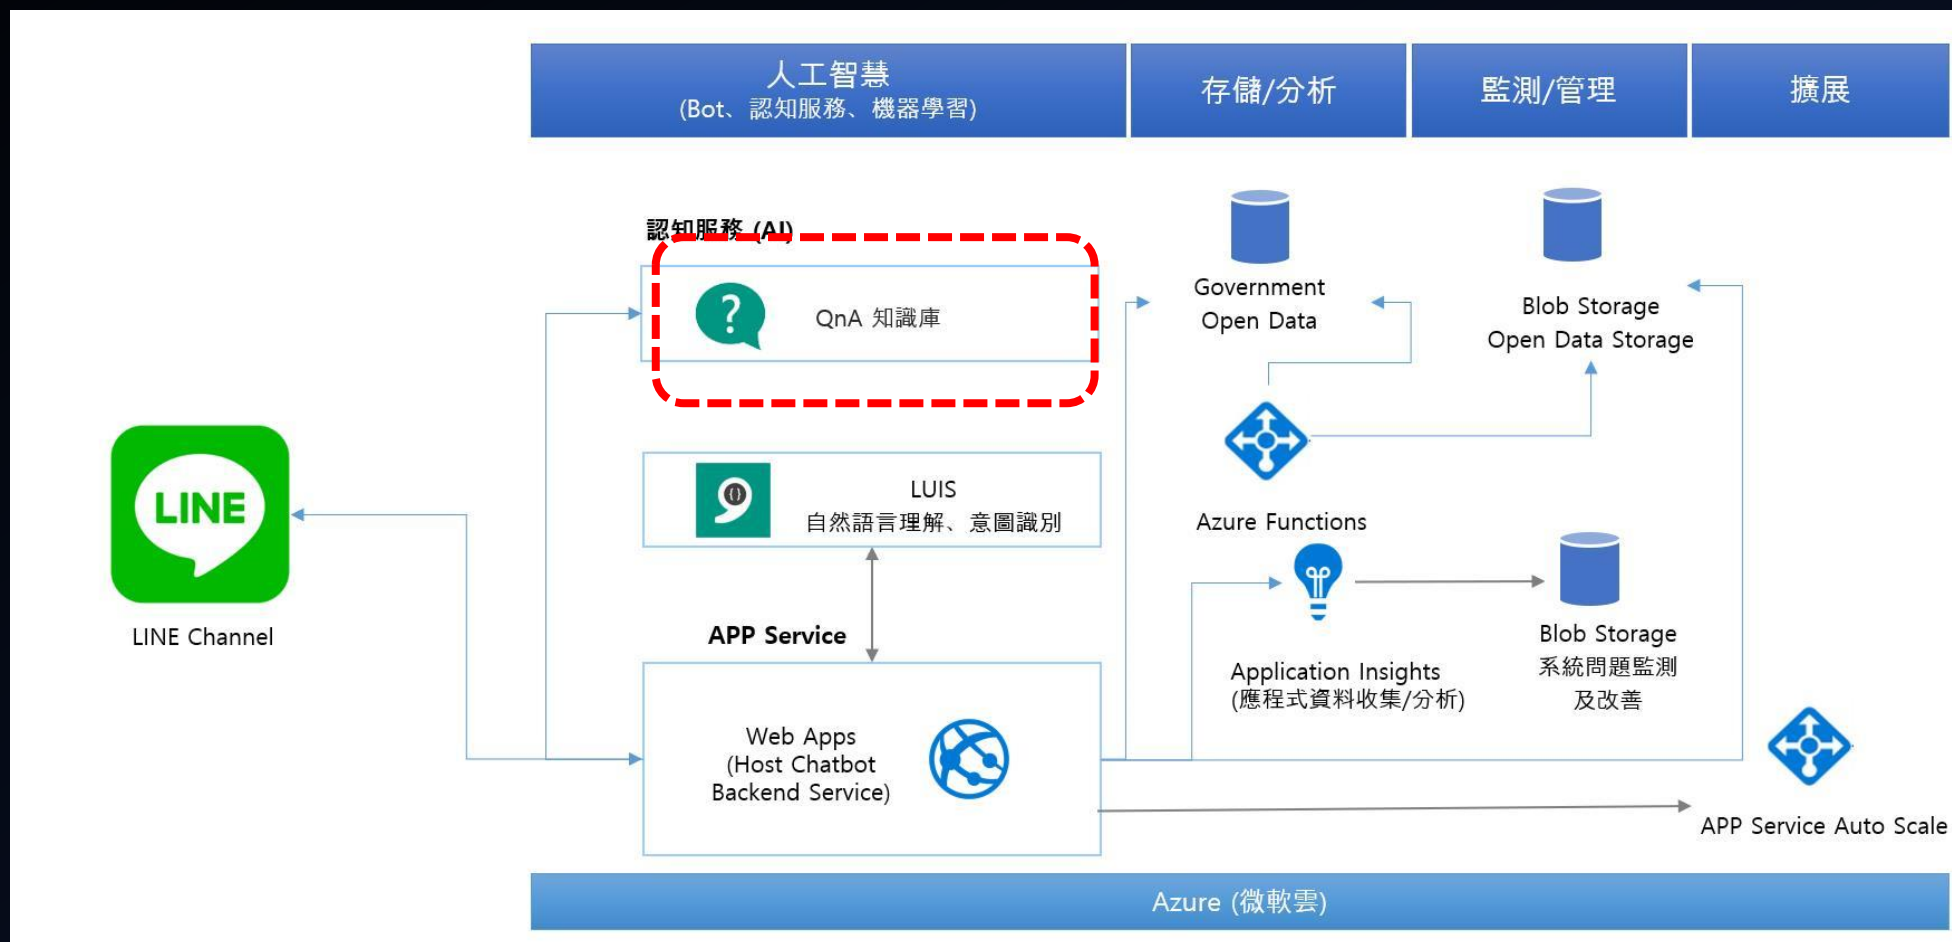 人工智慧
(Bot、認知服務、機器學習)
存儲/分析
監測/管理
擴展
認知服務 (AI)
?
QnA 知識庫
Government
Open Data
Blob Storage
Open Data Storage
LINE
LINE Channel
LUIS
自然語言理解、意圖識別
Azure Functions
APP Service
Application Insights
(應程式資料收集/分析)
Blob Storage
系統問題監測
及改善
Web Apps
(Host Chatbot
Backend Service)
APP Service Auto Scale
Azure (微軟雲)